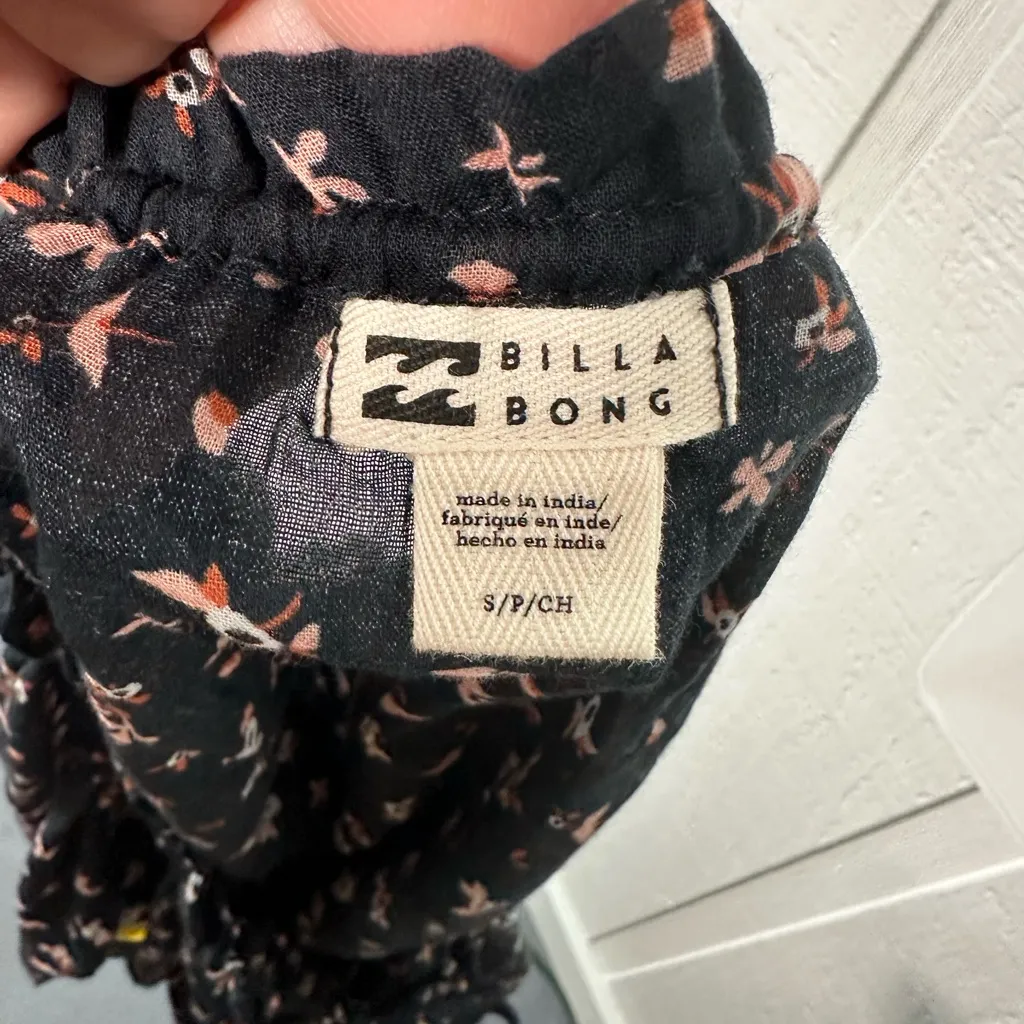 BILLA
BONG
made in india/
fabriqué en inde/
hecho en india
S/P/CH